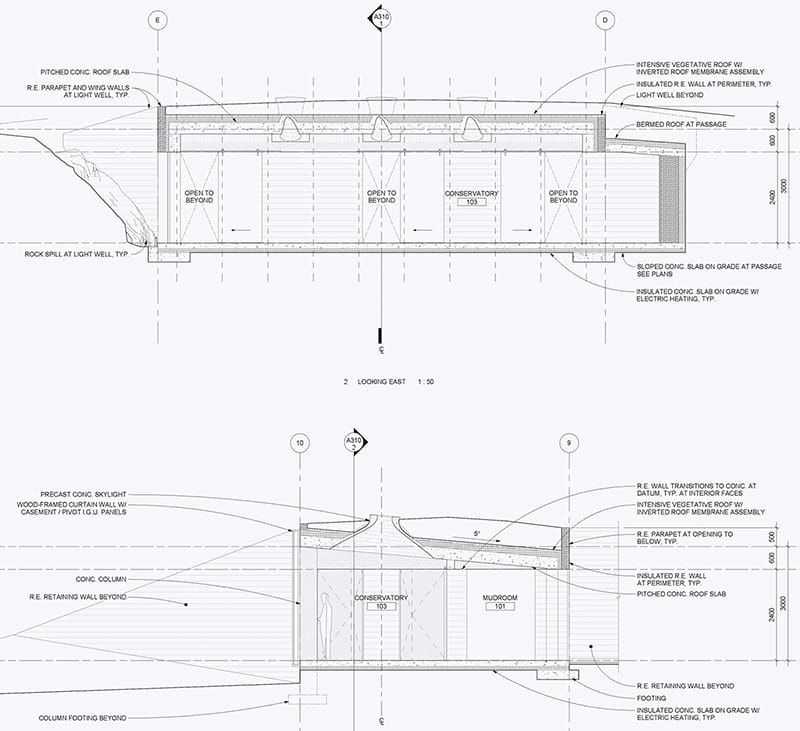 E
A310
1
D
PITCHED CONC. ROOF SLAB
R.E. PARAPET AND WING WALLS
AT LIGHT WELL, TYP.
INTENSIVE VEGETATIVE ROOF W/
INVERTED ROOF MEMBRANE ASSEMBLY
INSULATED R.E. WALL AT PERIMETER, TYP.
LIGHT WELL BEYOND
BERMED ROOF AT PASSAGE
600
600
2400
3000
OPEN TO
BEYOND
OPEN TO
BEYOND
CONSERVATORY
103
OPEN TO
BEYOND
ROCK SPILL AT LIGHT WELL, TYP.
SLOPED CONC. SLAB ON GRADE AT PASSAGE
SEE PLANS
INSULATED CONC. SLAB ON GRADE W/
ELECTRIC HEATING, TYP.
2 LOOKING EAST 1 : 50
10
A310
2
9
PRECAST CONC. SKYLIGHT
WOOD-FRAMED CURTAIN WALL W/
CASEMENT / PIVOT I.G.U. PANELS
5°
R.E. WALL TRANSITIONS TO CONC. AT
DATUM, TYP. AT INTERIOR FACES
INTENSIVE VEGETATIVE ROOF W/
INVERTED ROOF MEMBRANE ASSEMBLY
R.E. PARAPET AT OPENING TO
BELOW, TYP.
500
600
2400
3000
CONC. COLUMN
R.E. RETAINING WALL BEYOND
INSULATED R.E. WALL
AT PERIMETER, TYP.
PITCHED CONC. ROOF SLAB
CONSERVATORY
103
MUDROOM
101
R.E. RETAINING WALL BEYOND
FOOTING
INSULATED CONC. SLAB ON GRADE W/
ELECTRIC HEATING, TYP.
COLUMN FOOTING BEYOND